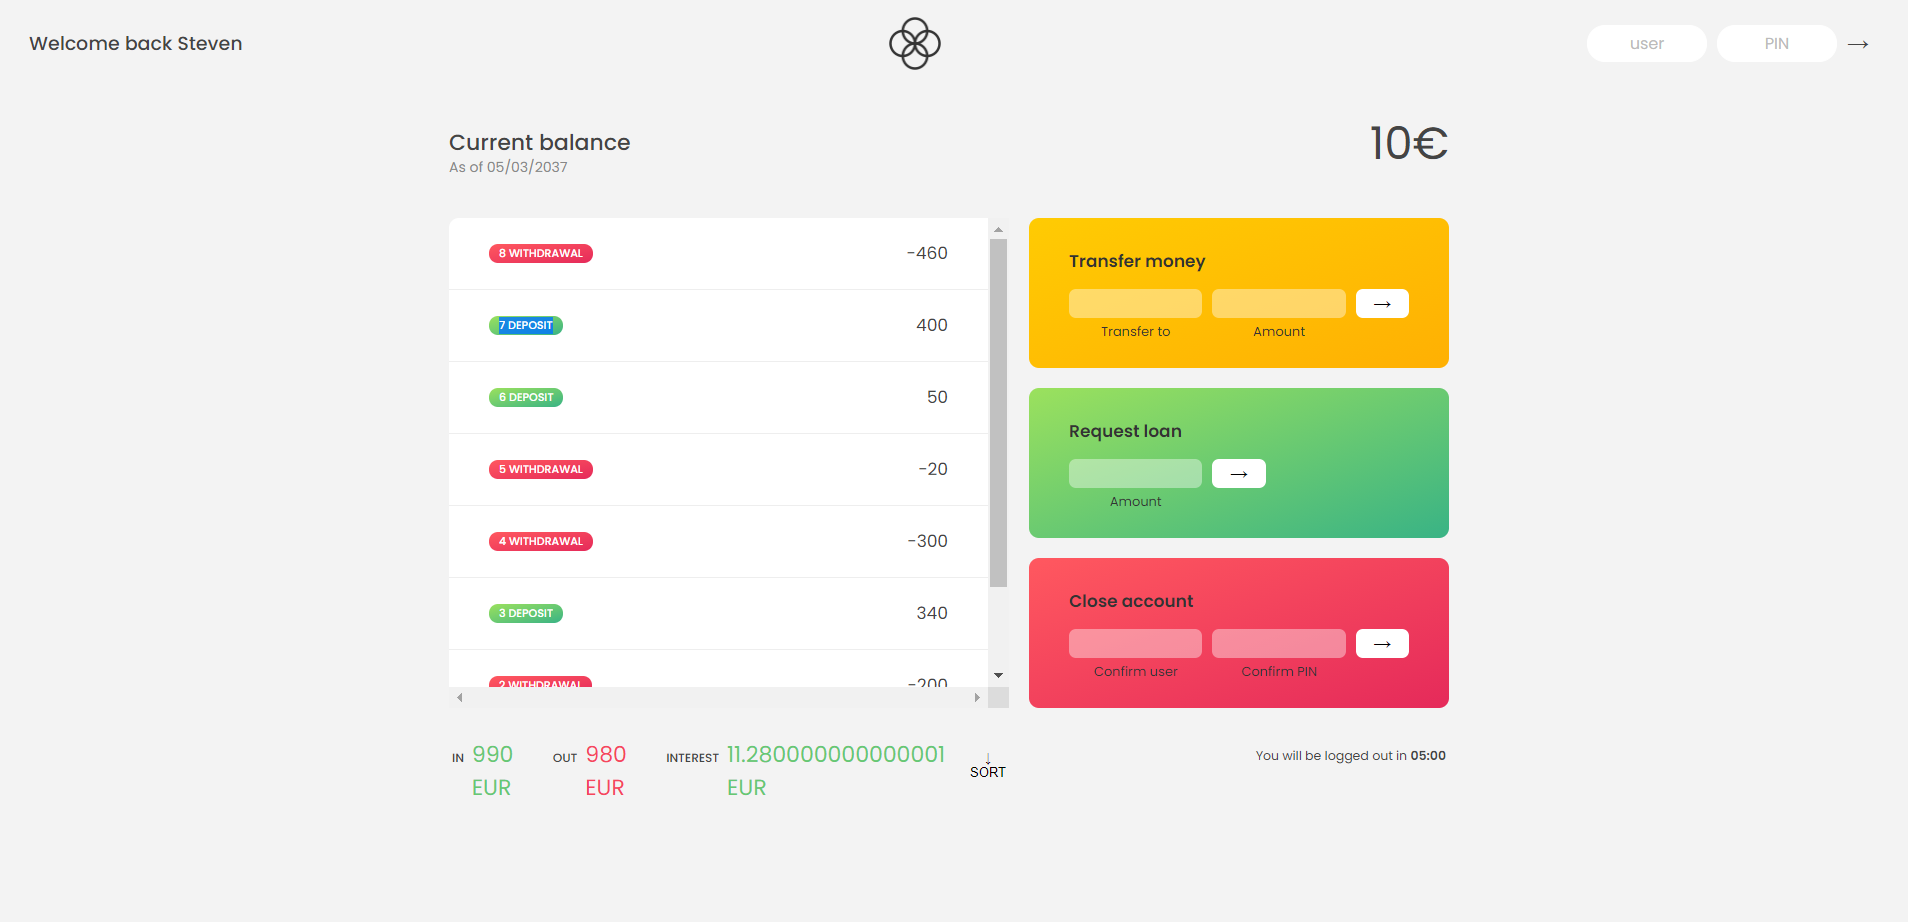 Welcome back Steven
user
PIN
→
Current balance
As of 05/03/2037
10€
8 WITHDRAWAL
-460
7 DEPOSIT
400
6 DEPOSIT
50
5 WITHDRAWAL
-20
4 WITHDRAWAL
-300
3 DEPOSIT
340
2 WITHDRAWAL
-200
Transfer money
→
Transfer to
Amount
Request loan
→
Amount
Close account
→
Confirm user
Confirm PIN
IN 990
EUR
OUT 980
EUR
INTEREST 11.280000000000001
EUR
↓
SORT
You will be logged out in 05:00